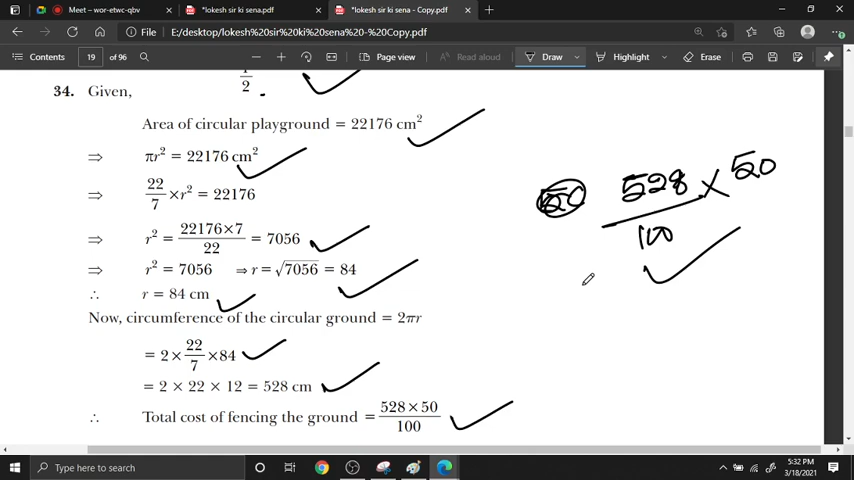 Meet – wor-etwc-qbv
*lokesh sir ki sena.pdf
*lokesh sir ki sena - Copy.pdf
File E:/desktop/lokesh%20sir%20ki%20sena%20-%20Copy.pdf
Contents 19 of 96 Page view Read aloud Draw Highlight Erase
1/2 .
34. Given,
Area of circular playground = 22176 cm²
⇒ πr² = 22176 cm²
⇒ 22/7 × r² = 22176
⇒ r² = 22176×7/22 = 7056
⇒ r² = 7056 ⇒ r = √7056 = 84
∴ r = 84 cm
Now, circumference of the circular ground = 2πr
= 2 × 22/7 × 84
= 2 × 22 × 12 = 528 cm
∴ Total cost of fencing the ground = 528 × 50/100
528/100 × 50
Type here to search
5:32 PM
3/18/2021